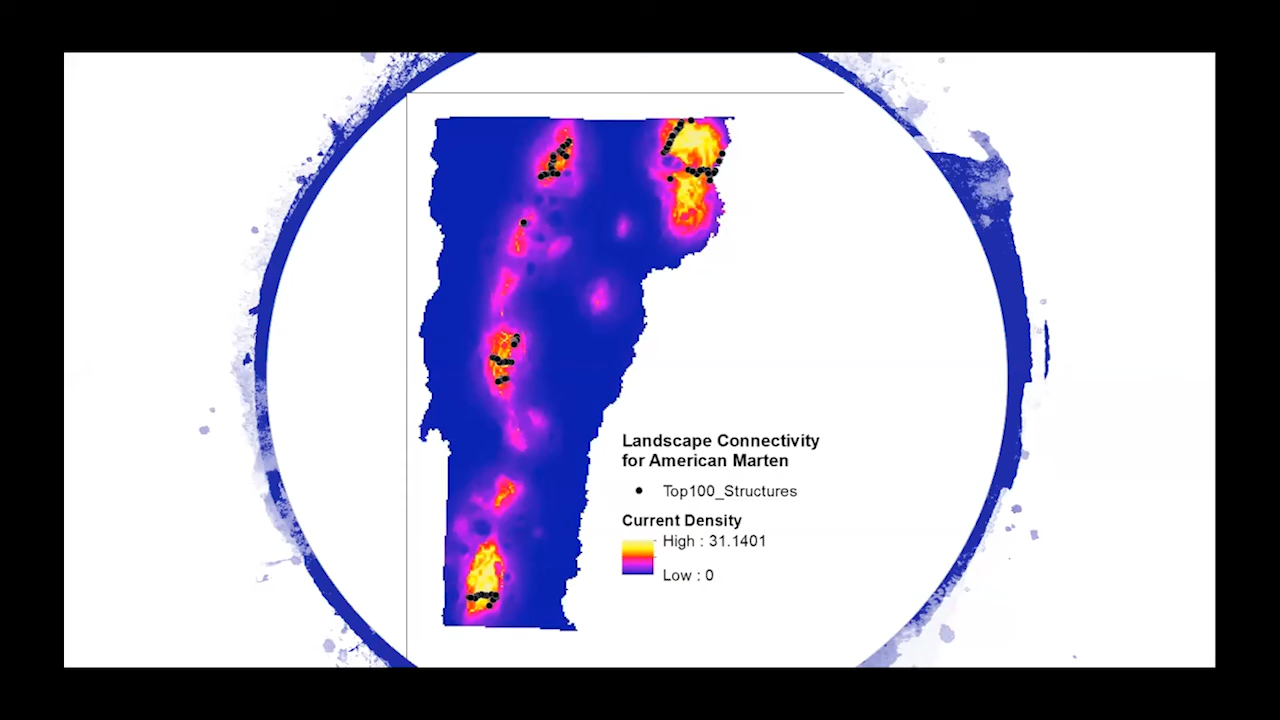 Landscape Connectivity
for American Marten
Top100_Structures
Current Density
High : 31.1401
Low : 0